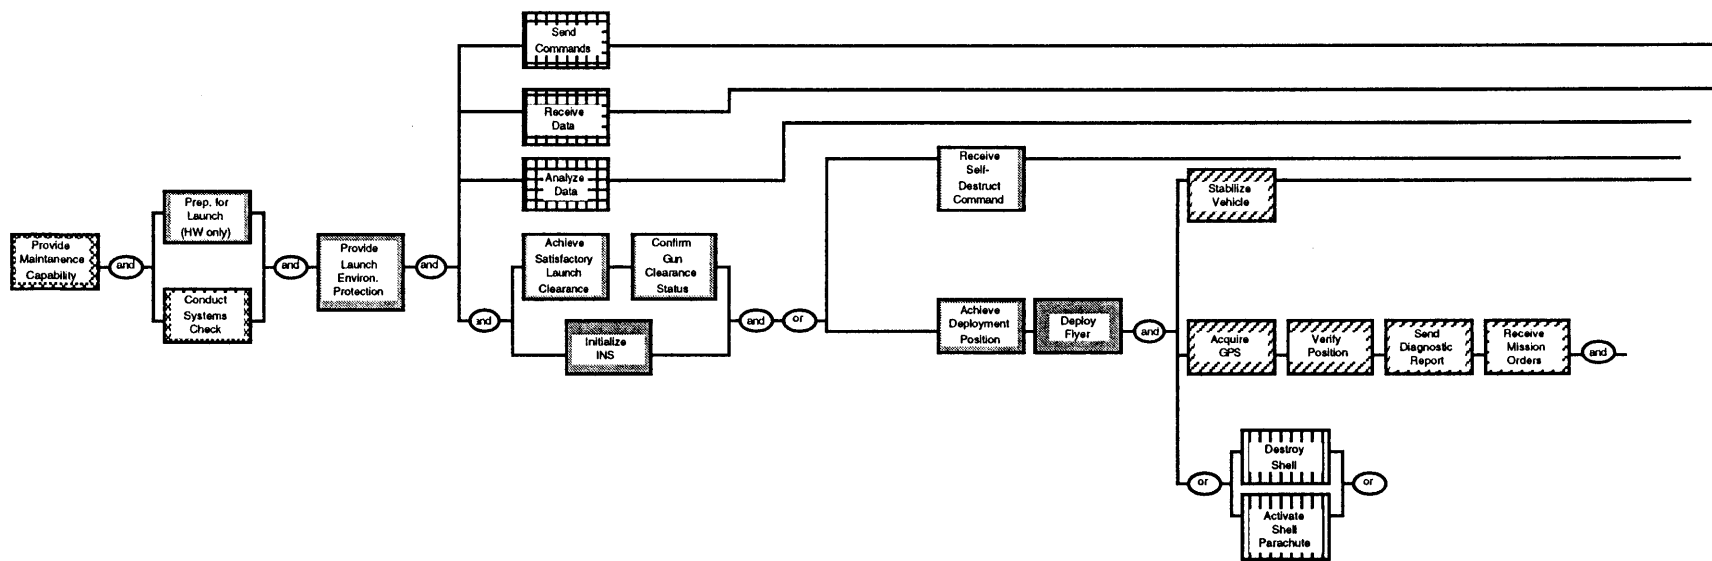 Provide
Maintanence
Capability
and
Prep. for
Launch
(HW only)
Conduct
Systems
Check
and
Provide
Launch
Environ.
Protection
and
Send
Commands
Receive
Data
Analyze
Data
and
Achieve
Satisfactory
Launch
Clearance
Confirm
Gun
Clearance
Status
Initialize
INS
and
or
Receive
Self-
Destruct
Command
Achieve
Deployment
Position
Deploy
Flyer
and
Stabilize
Vehicle
Acquire
GPS
Verify
Position
Send
Diagnostic
Report
Receive
Mission
Orders
and
or
Destroy
Shell
Activate
Shell
Parachute
or